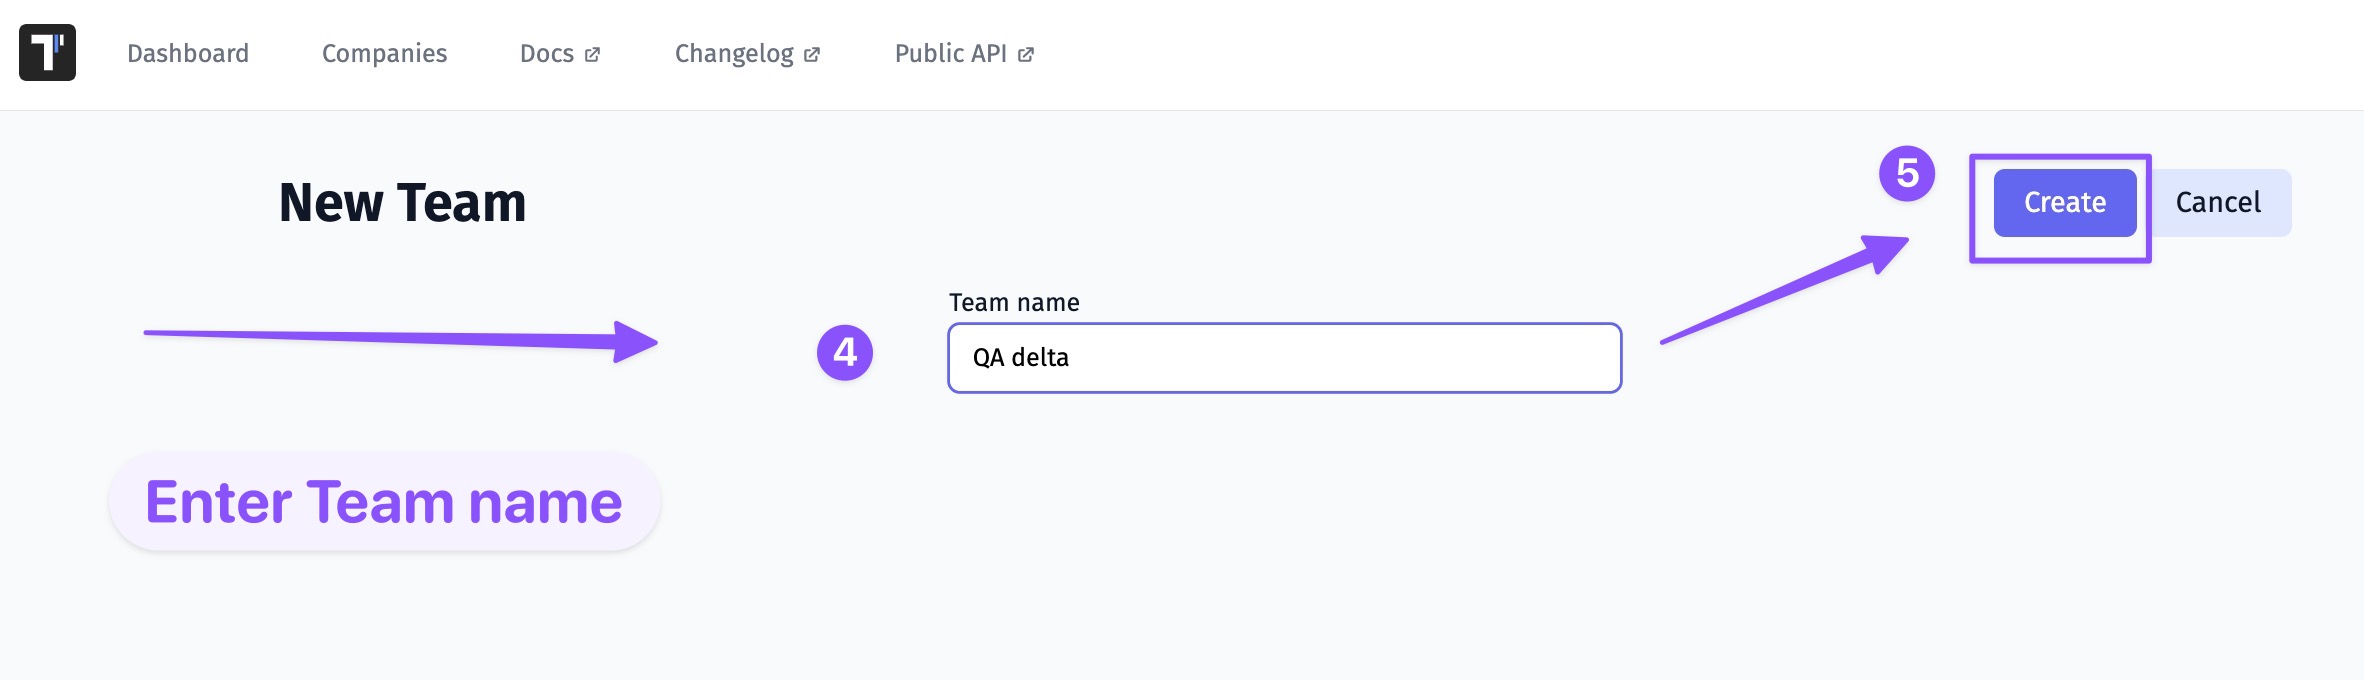 Dashboard Companies Docs Changelog Public API
New Team
5
Create Cancel
Team name
4
QA delta
Enter Team name